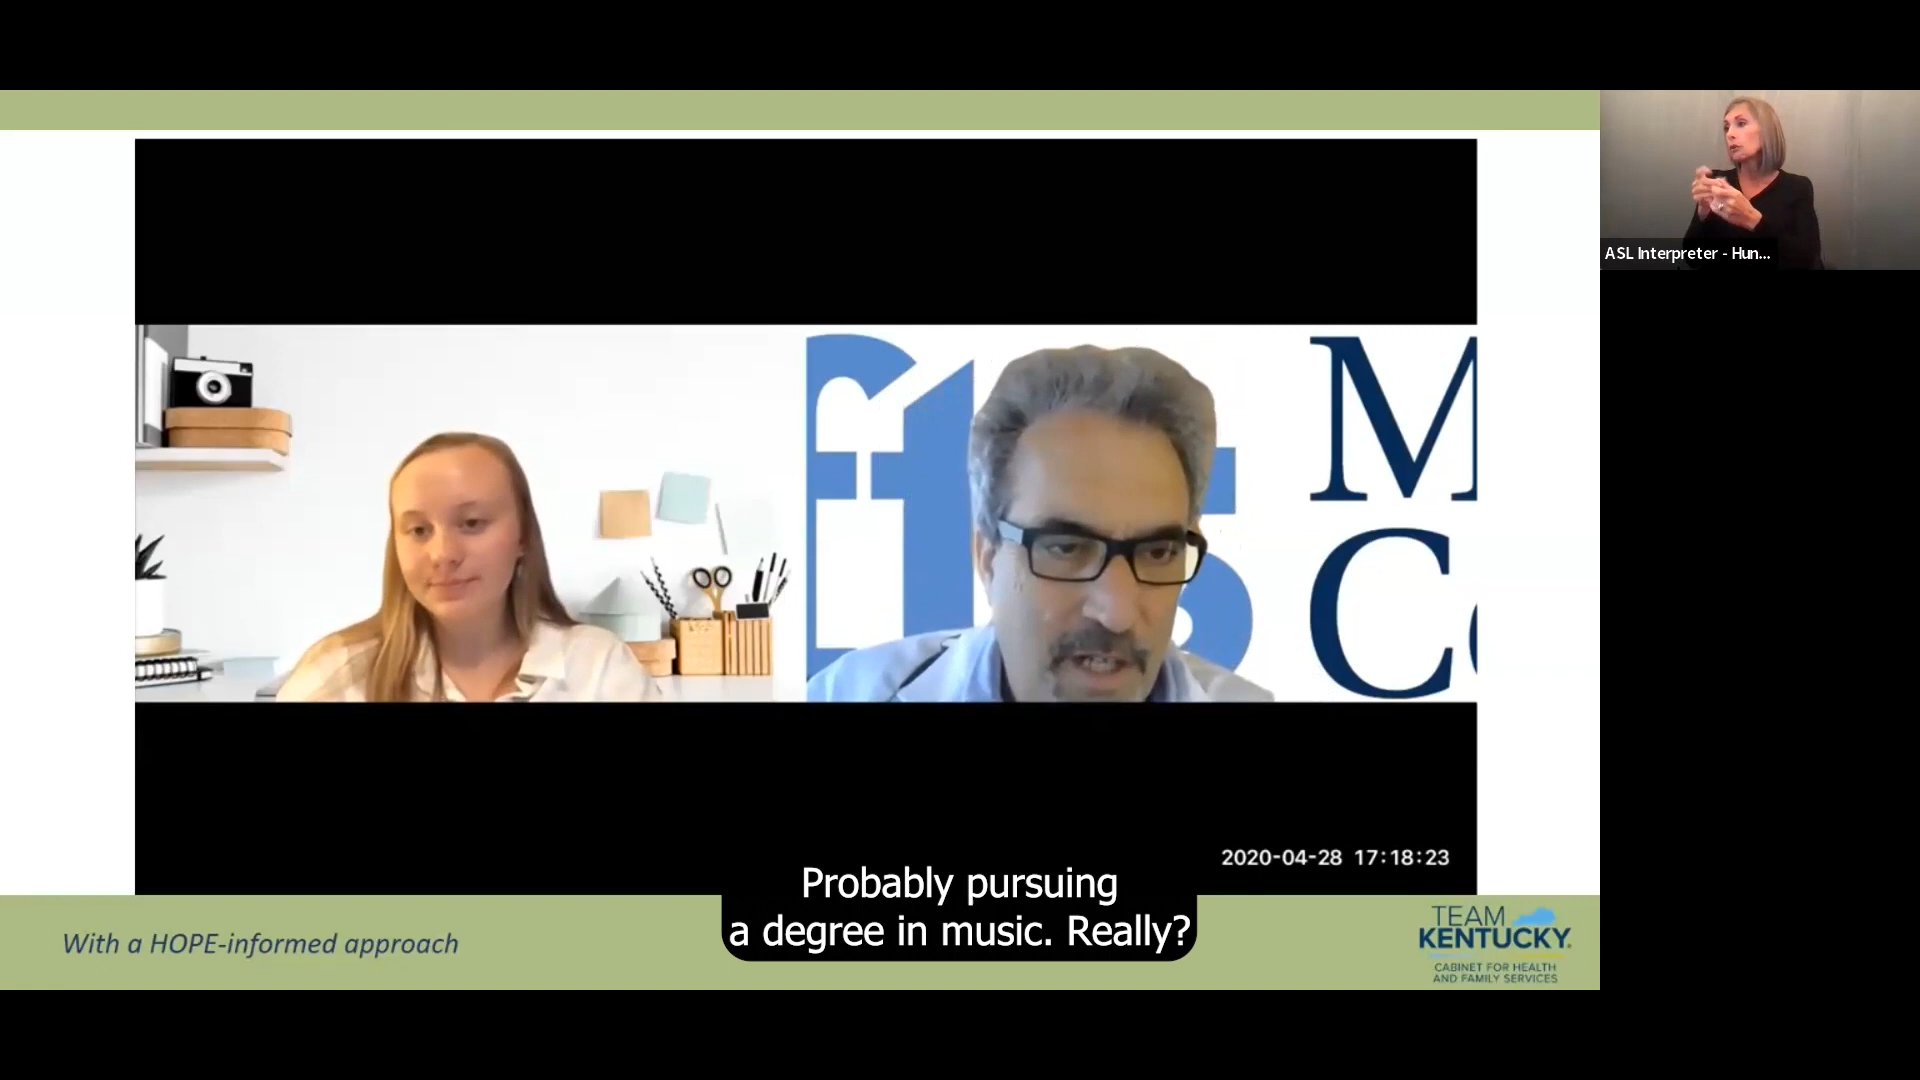 ASL Interpreter - Hun...
M
C
2020-04-28 17:18:23
Probably pursuing
a degree in music. Really?
With a HOPE-informed approach
TEAM
KENTUCKY
CABINET FOR HEALTH
AND FAMILY SERVICES